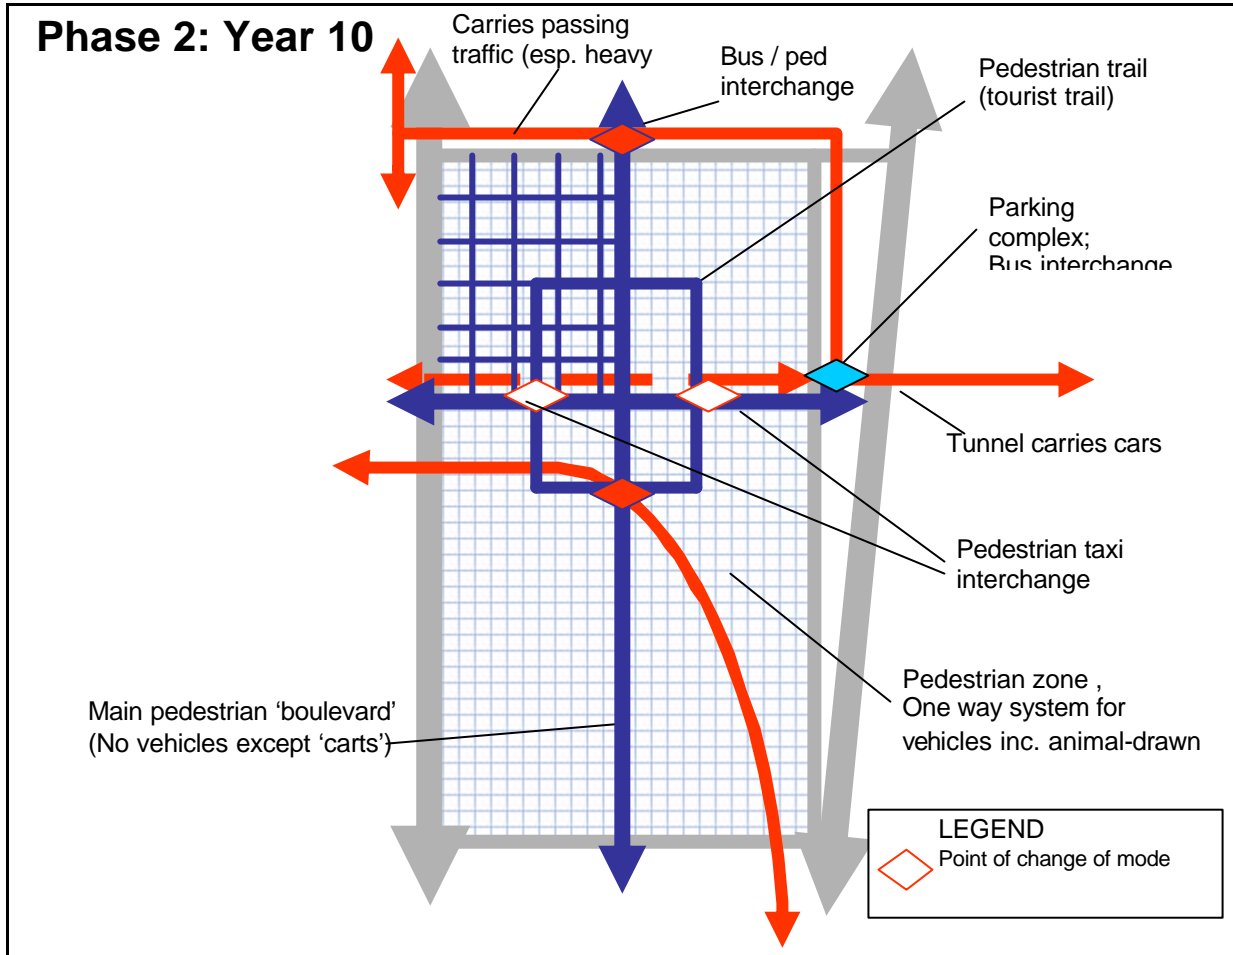 Phase 2: Year 10
Carries passing
traffic (esp. heavy
Bus / ped
interchange
Pedestrian trail
(tourist trail)
Parking
complex;
Bus interchange
Tunnel carries cars
Pedestrian taxi
interchange
Pedestrian zone ,
One way system for
vehicles inc. animal-drawn
Main pedestrian ‘boulevard’
(No vehicles except ‘carts’)
LEGEND
Point of change of mode